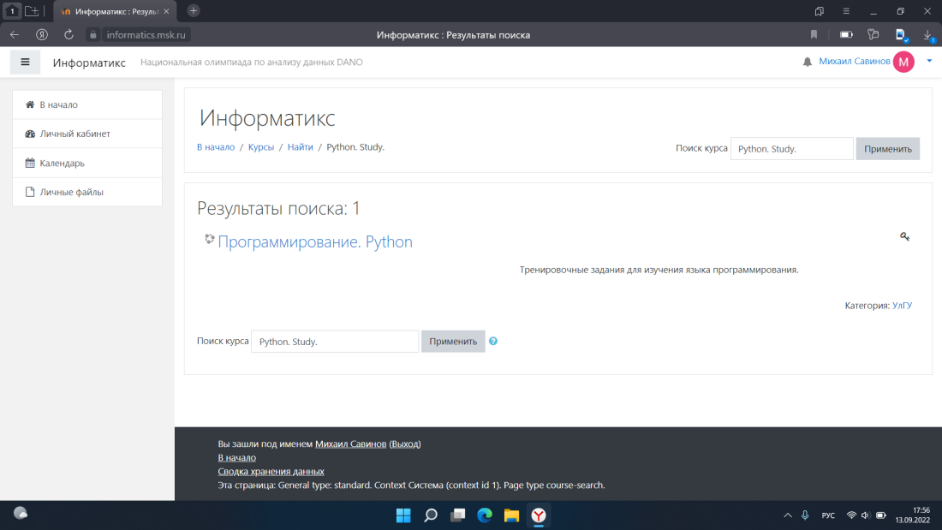 1
Информатикс : Резуль
informatics.msk.ru
Информатикс : Результаты поиска
Информатикс
Национальная олимпиада по анализу данных DANO
Михаил Савинов
М
В начало
Личный кабинет
Календарь
Личные файлы
Информатикс
В начало / Курсы / Найти / Python. Study.
Поиск курса
Python. Study.
Применить
Результаты поиска: 1
Программирование. Python
Тренировочные задания для изучения языка программирования.
Категория: УлГУ
Поиск курса
Python. Study.
Применить
Вы зашли под именем Михаил Савинов (Выход)
В начало
Сводка хранения данных
Эта страница: General type: standard. Context Система (context id 1). Page type course-search.
РУС
17:56
13.09.2022